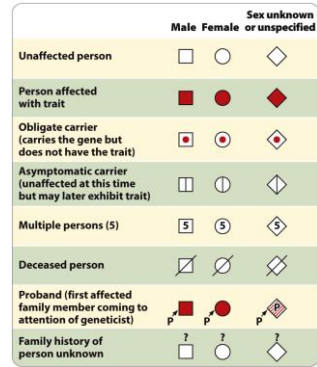 Sex unknown
Male Female or unspecified
Unaffected person
Person affected
with trait
Obligate carrier
(carries the gene but
does not have the trait)
Asymptomatic carrier
(unaffected at this time
but may later exhibit trait)
Multiple persons (5)
5 5 5
Deceased person
Proband (first affected
family member coming to
attention of geneticist)
P
P P P
Family history of
person unknown
? ? ?